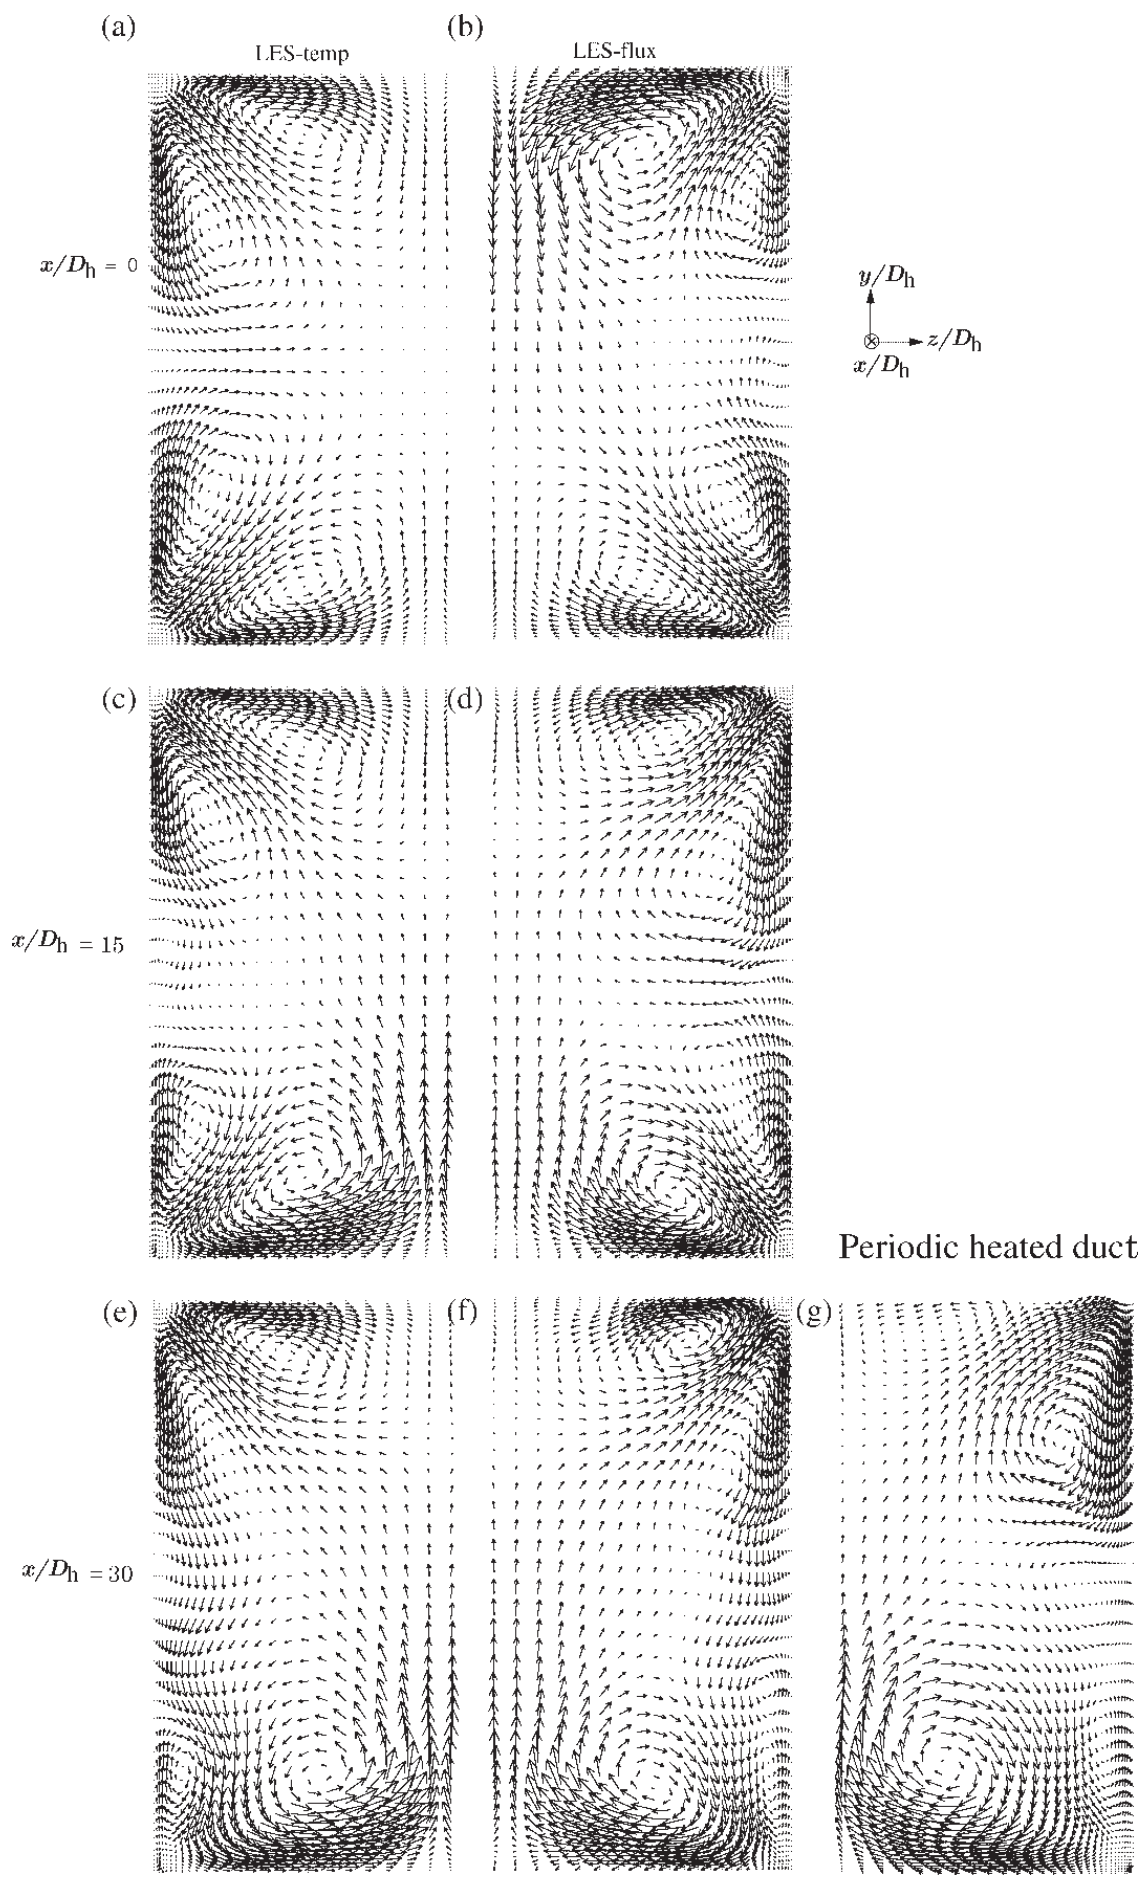 (a)
(b)
LES-temp
LES-flux
x/Dh = 0
y/Dh
z/Dh
x/Dh
(c)
(d)
x/Dh = 15
Periodic heated duct
(e)
(f)
(g)
x/Dh = 30